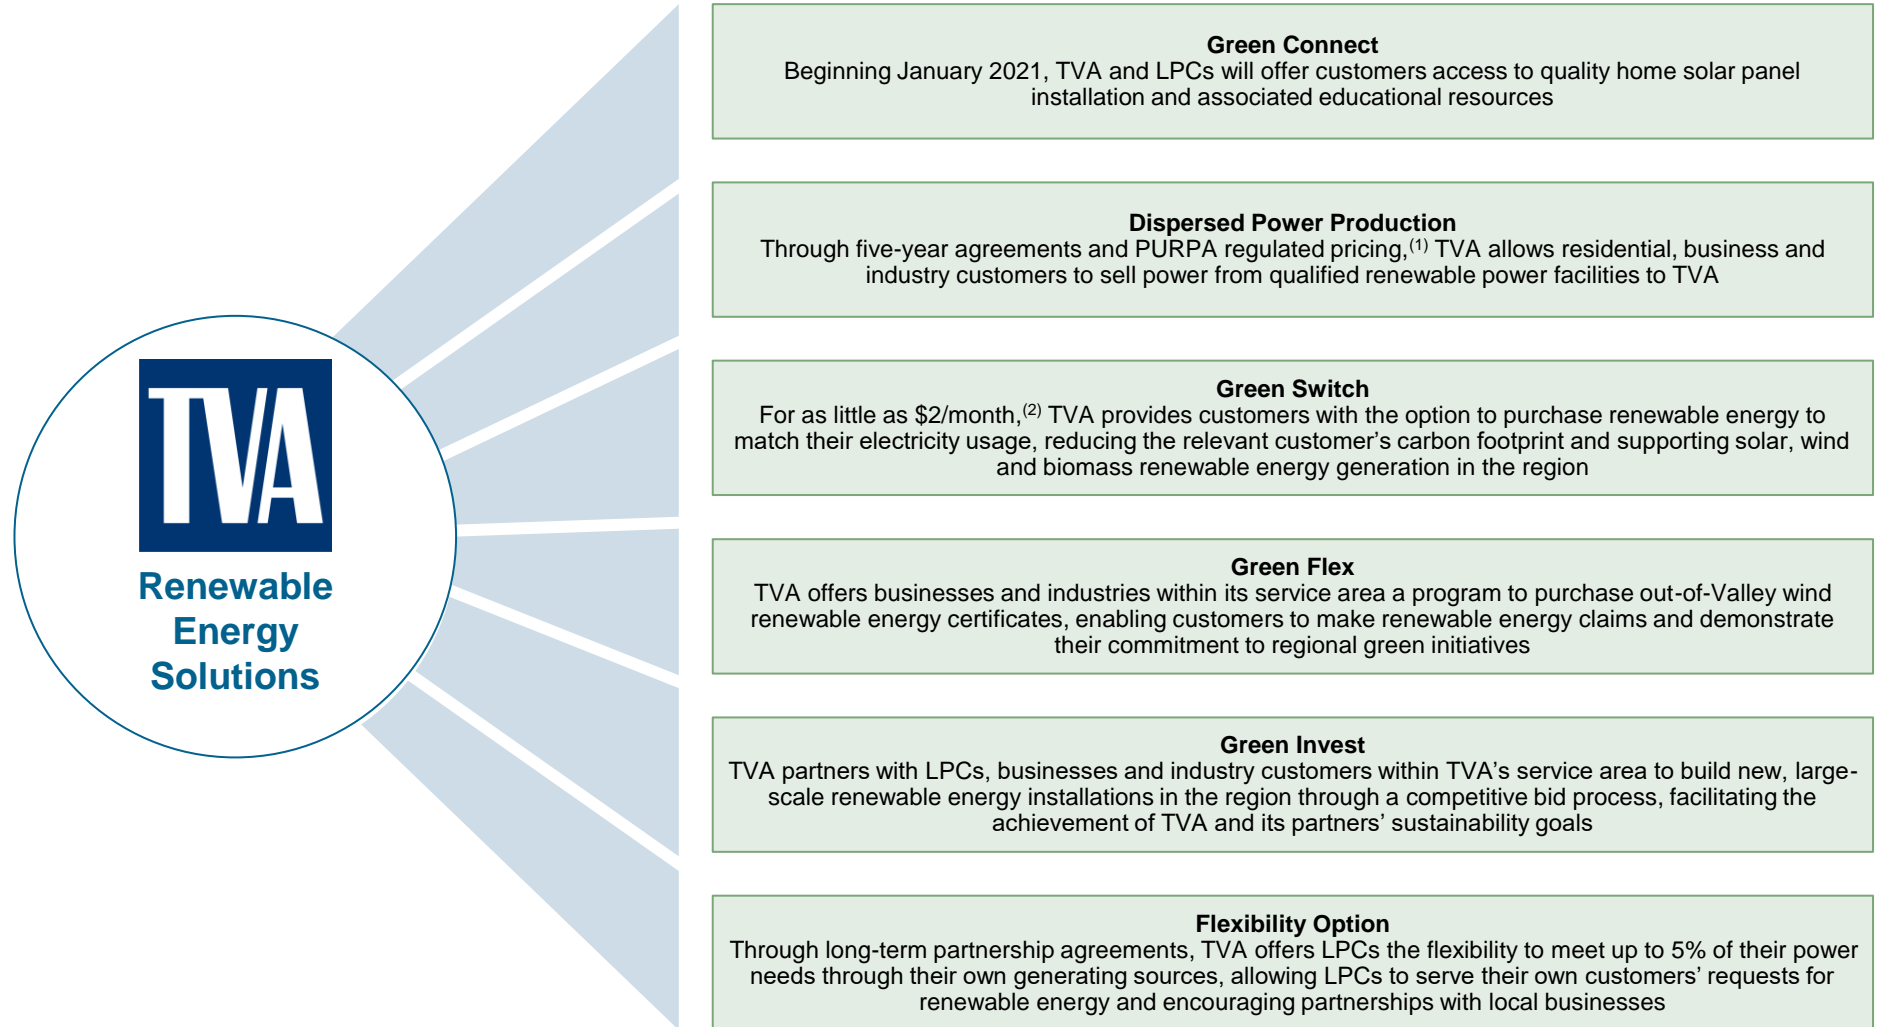 Green Connect
Beginning January 2021, TVA and LPCs will offer customers access to quality home solar panel
installation and associated educational resources
Dispersed Power Production
Through five-year agreements and PURPA regulated pricing,(1) TVA allows residential, business and
industry customers to sell power from qualified renewable power facilities to TVA
Green Switch
For as little as $2/month,(2) TVA provides customers with the option to purchase renewable energy to
match their electricity usage, reducing the relevant customer’s carbon footprint and supporting solar, wind
and biomass renewable energy generation in the region
TVA
Renewable
Energy
Solutions
Green Flex
TVA offers businesses and industries within its service area a program to purchase out-of-Valley wind
renewable energy certificates, enabling customers to make renewable energy claims and demonstrate
their commitment to regional green initiatives
Green Invest
TVA partners with LPCs, businesses and industry customers within TVA’s service area to build new, large-
scale renewable energy installations in the region through a competitive bid process, facilitating the
achievement of TVA and its partners’ sustainability goals
Flexibility Option
Through long-term partnership agreements, TVA offers LPCs the flexibility to meet up to 5% of their power
needs through their own generating sources, allowing LPCs to serve their own customers’ requests for
renewable energy and encouraging partnerships with local businesses